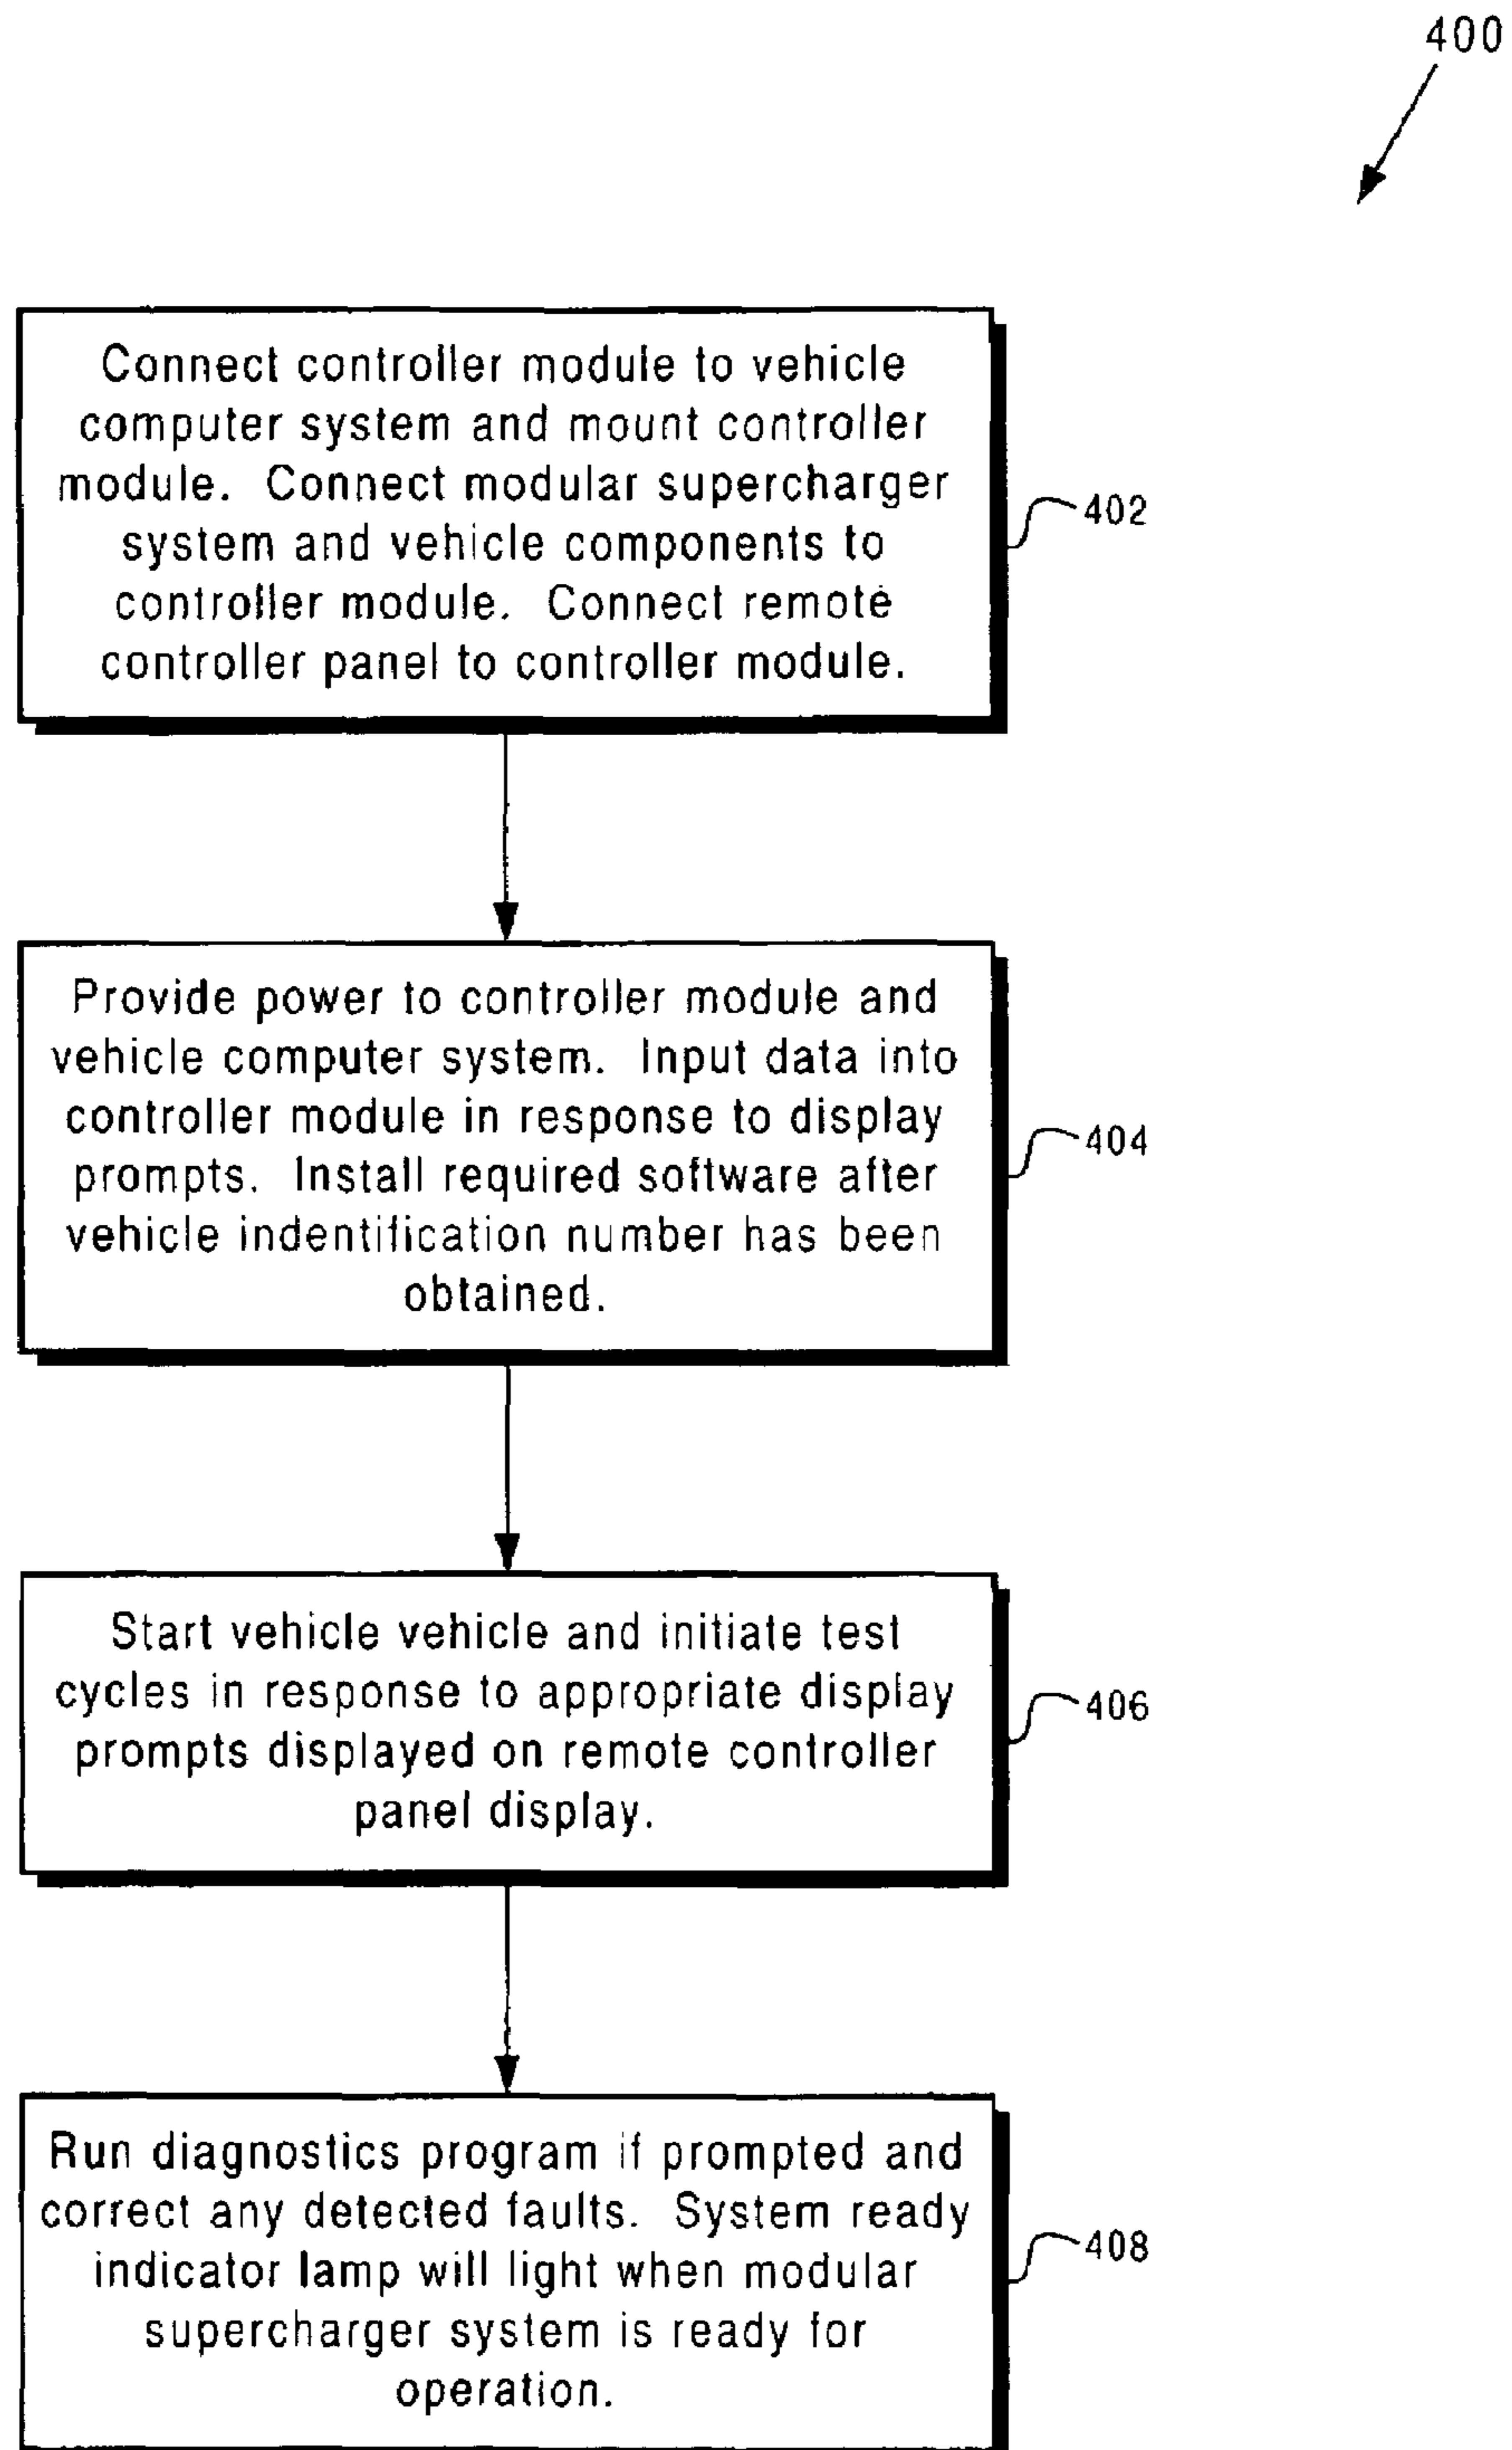 400
Connect controller module to vehicle
computer system and mount controller
module. Connect modular supercharger
system and vehicle components to
controller module. Connect remote
controller panel to controller module.
402
Provide power to controller module and
vehicle computer system. Input data into
controller module in response to display
prompts. Install required software after
vehicle indentification number has been
obtained.
404
Start vehicle vehicle and initiate test
cycles in response to appropriate display
prompts displayed on remote controller
panel display.
406
Run diagnostics program if prompted and
correct any detected faults. System ready
indicator lamp will light when modular
supercharger system is ready for
operation.
408